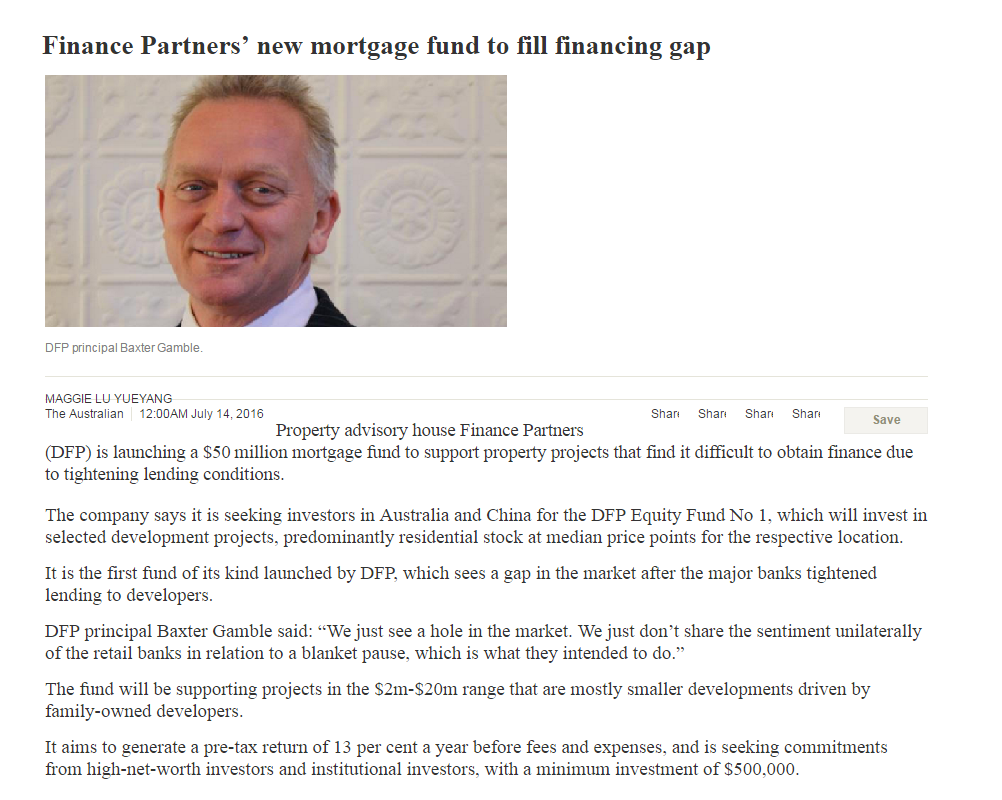 Finance Partners’ new mortgage fund to fill financing gap
DFP principal Baxter Gamble.
MAGGIE LU YUEYANG
The Australian 12:00AM July 14, 2016
Share Share Share Share
Save
Property advisory house Finance Partners
(DFP) is launching a $50 million mortgage fund to support property projects that find it difficult to obtain finance due
to tightening lending conditions.
The company says it is seeking investors in Australia and China for the DFP Equity Fund No 1, which will invest in
selected development projects, predominantly residential stock at median price points for the respective location.
It is the first fund of its kind launched by DFP, which sees a gap in the market after the major banks tightened
lending to developers.
DFP principal Baxter Gamble said: “We just see a hole in the market. We just don’t share the sentiment unilaterally
of the retail banks in relation to a blanket pause, which is what they intended to do.”
The fund will be supporting projects in the $2m-$20m range that are mostly smaller developments driven by
family-owned developers.
It aims to generate a pre-tax return of 13 per cent a year before fees and expenses, and is seeking commitments
from high-net-worth investors and institutional investors, with a minimum investment of $500,000.